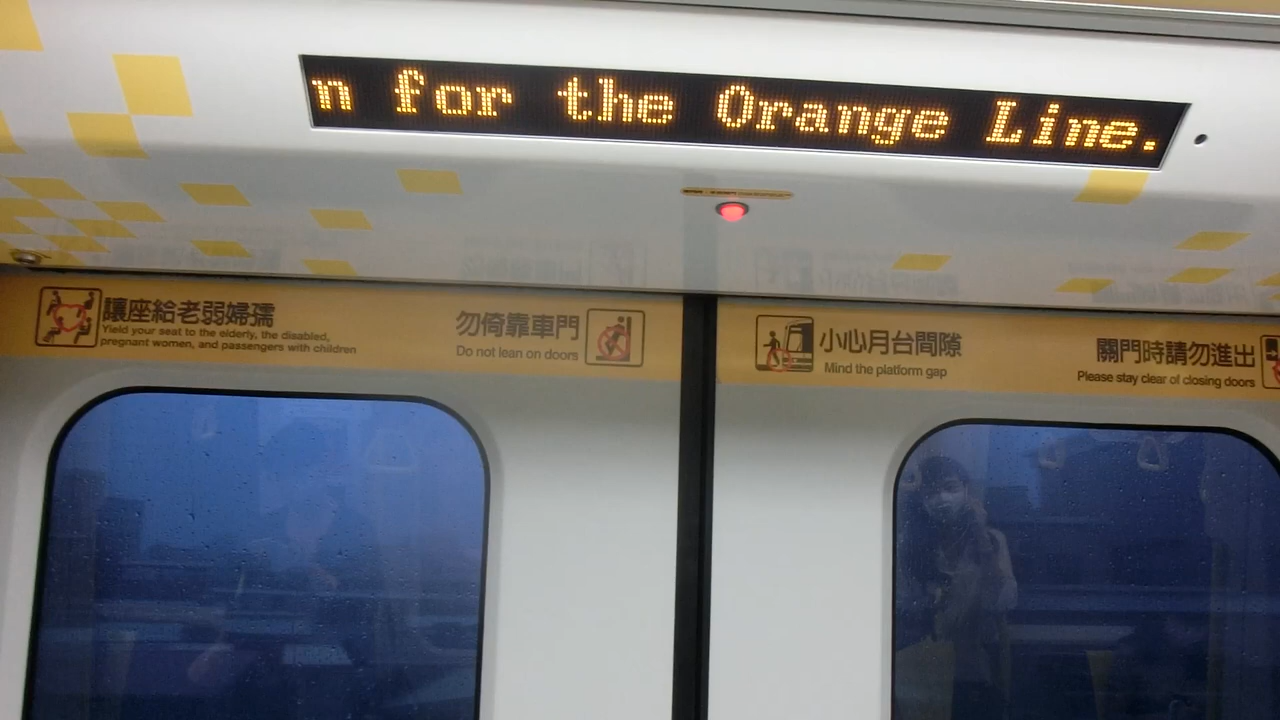 n for the Orange Line.
讓座給老弱婦孺
Yield your seat to the elderly, the disabled,
pregnant women, and passengers with children
勿倚靠車門
Do not lean on doors
小心月台間隙
Mind the platform gap
關門時請勿進出
Please stay clear of closing doors